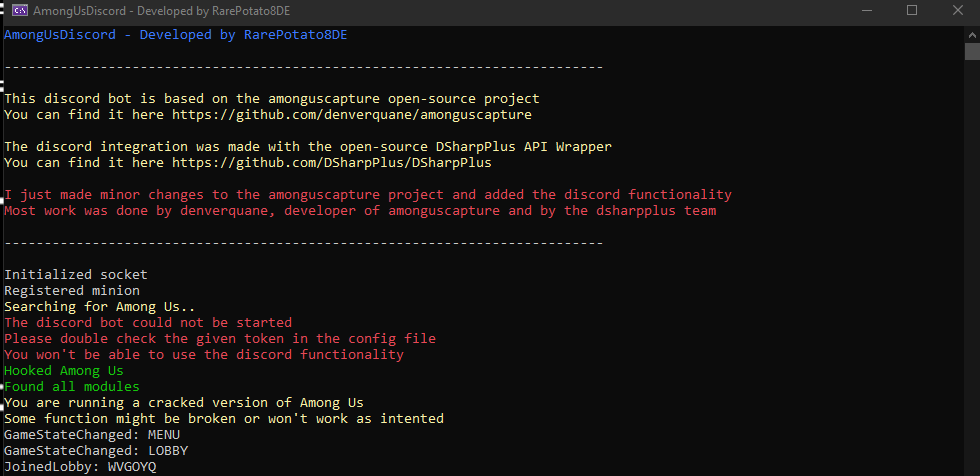 AmongUsDiscord - Developed by RarePotato8DE
AmongUsDiscord - Developed by RarePotato8DE
---------------------------------------------------------------------------
This discord bot is based on the amonguscapture open-source project
You can find it here https://github.com/denverquane/amonguscapture
The discord integration was made with the open-source DSharpPlus API Wrapper
You can find it here https://github.com/DSharpPlus/DSharpPlus
I just made minor changes to the amonguscapture project and added the discord functionality
Most work was done by denverquane, developer of amonguscapture and by the dsharpplus team
---------------------------------------------------------------------------
Initialized socket
Registered minion
Searching for Among Us..
The discord bot could not be started
Please double check the given token in the config file
You won't be able to use the discord functionality
Hooked Among Us
Found all modules
You are running a cracked version of Among Us
Some function might be broken or won't work as intented
GameStateChanged: MENU
GameStateChanged: LOBBY
JoinedLobby: WVGOYQ